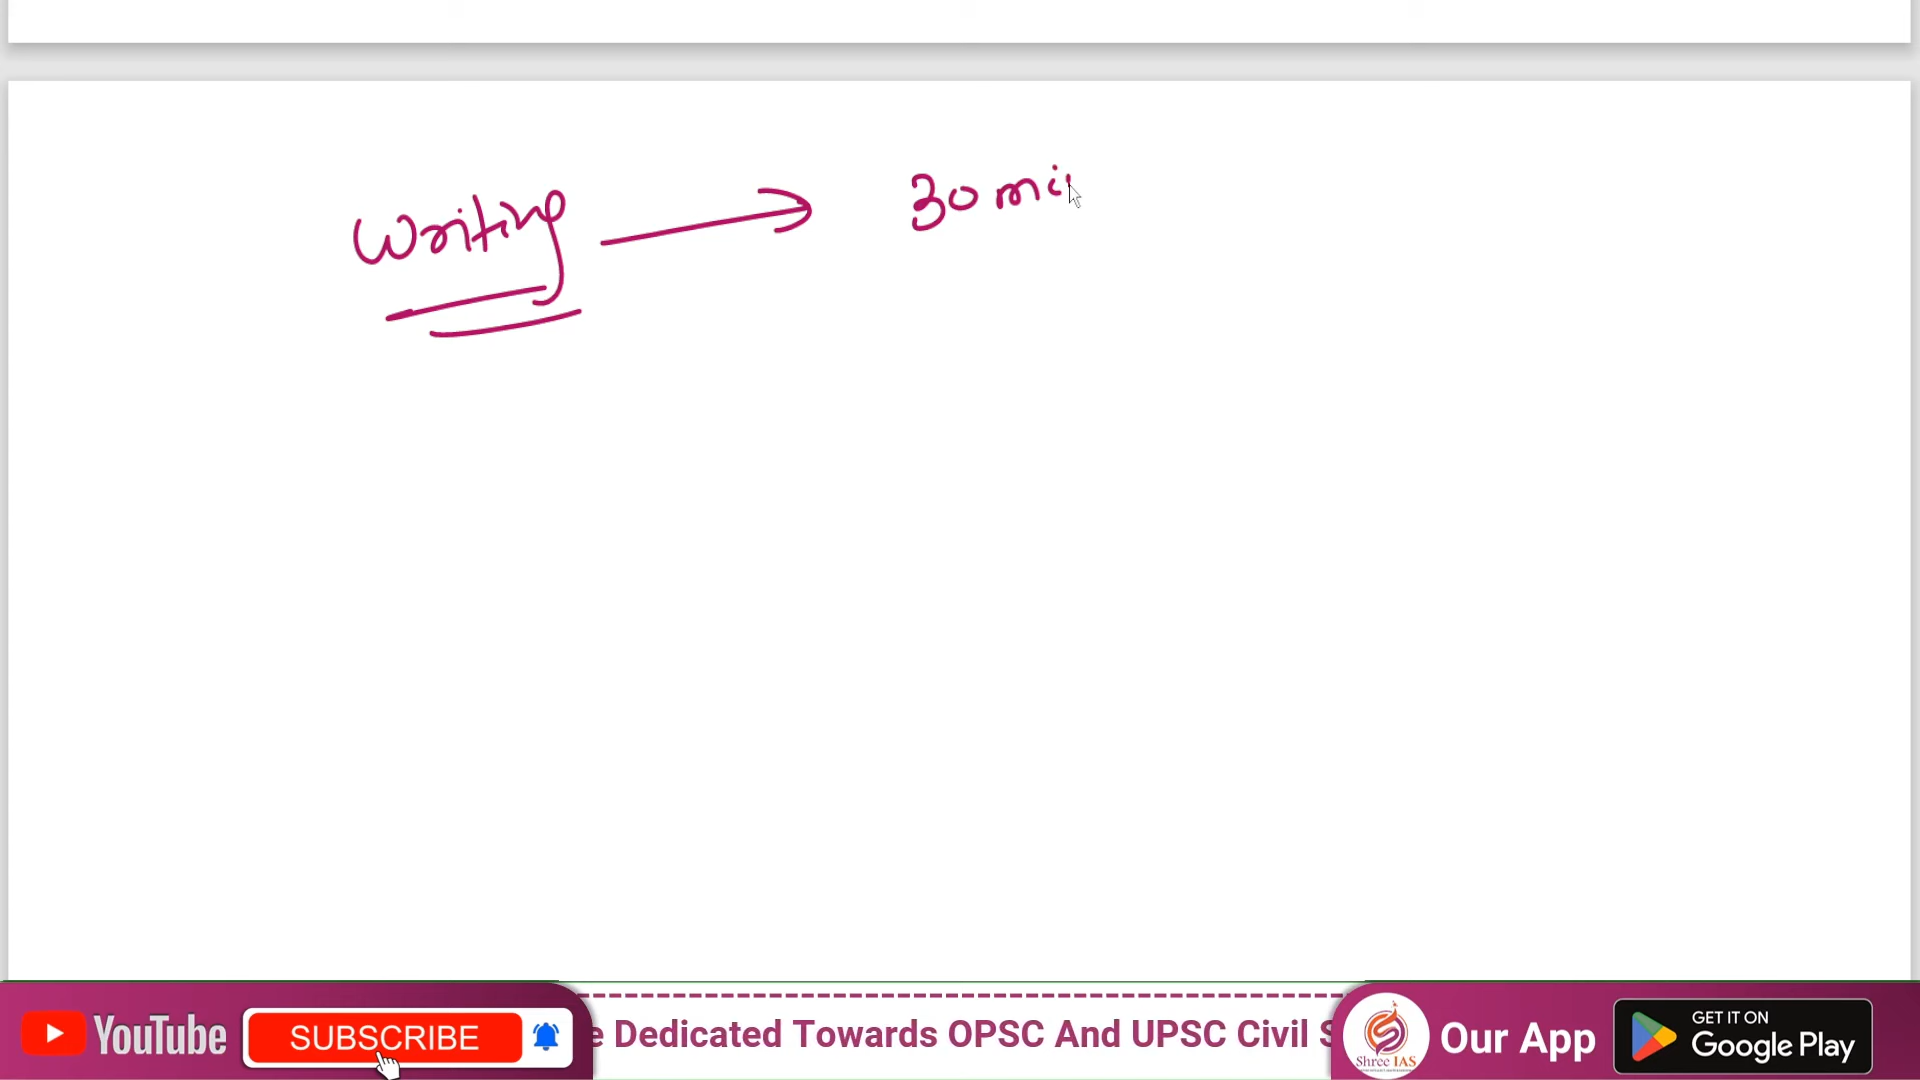 Writing → 30 mi
YouTube SUBSCRIBE e Dedicated Towards OPSC And UPSC Civil S Shree IAS Our App GET IT ON Google Play